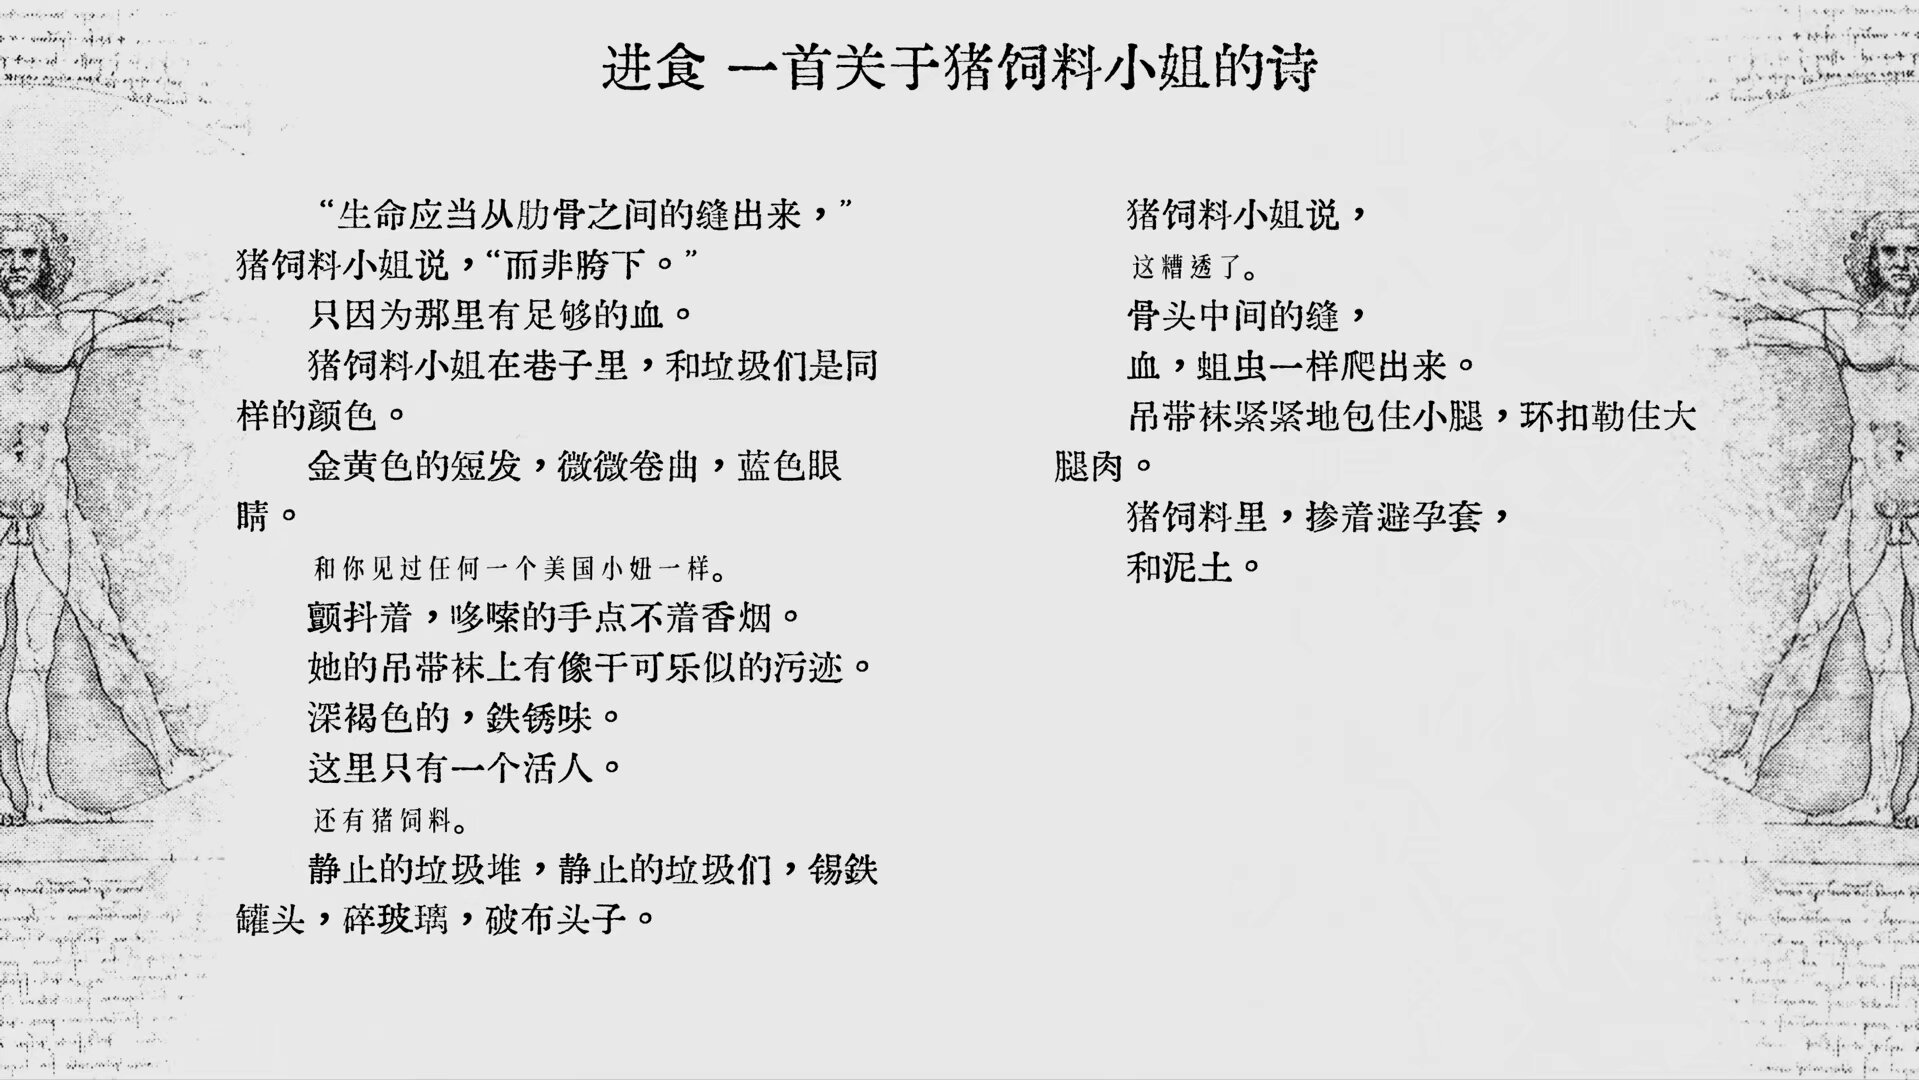 进食 一首关于猪饲料小姐的诗
“生命应当从肋骨之间的缝出来，”
猪饲料小姐说，“而非胯下。”
只因为那里有足够的血。
猪饲料小姐在巷子里，和垃圾们是同
样的颜色。
金黄色的短发，微微卷曲，蓝色眼
睛。
和你见过任何一个美国小妞一样。
颤抖着，哆嗦的手点不着香烟。
她的吊带袜上有像干可乐似的污迹。
深褐色的，鉄锈味。
这里只有一个活人。
还有猪饲料。
静止的垃圾堆，静止的垃圾们，锡鉄
罐头，碎玻璃，破布头子。
猪饲料小姐说，
这糟透了。
骨头中间的缝，
血，蛆虫一样爬出来。
吊带袜紧紧地包住小腿，环扣勒住大
腿肉。
猪饲料里，掺着避孕套，
和泥土。